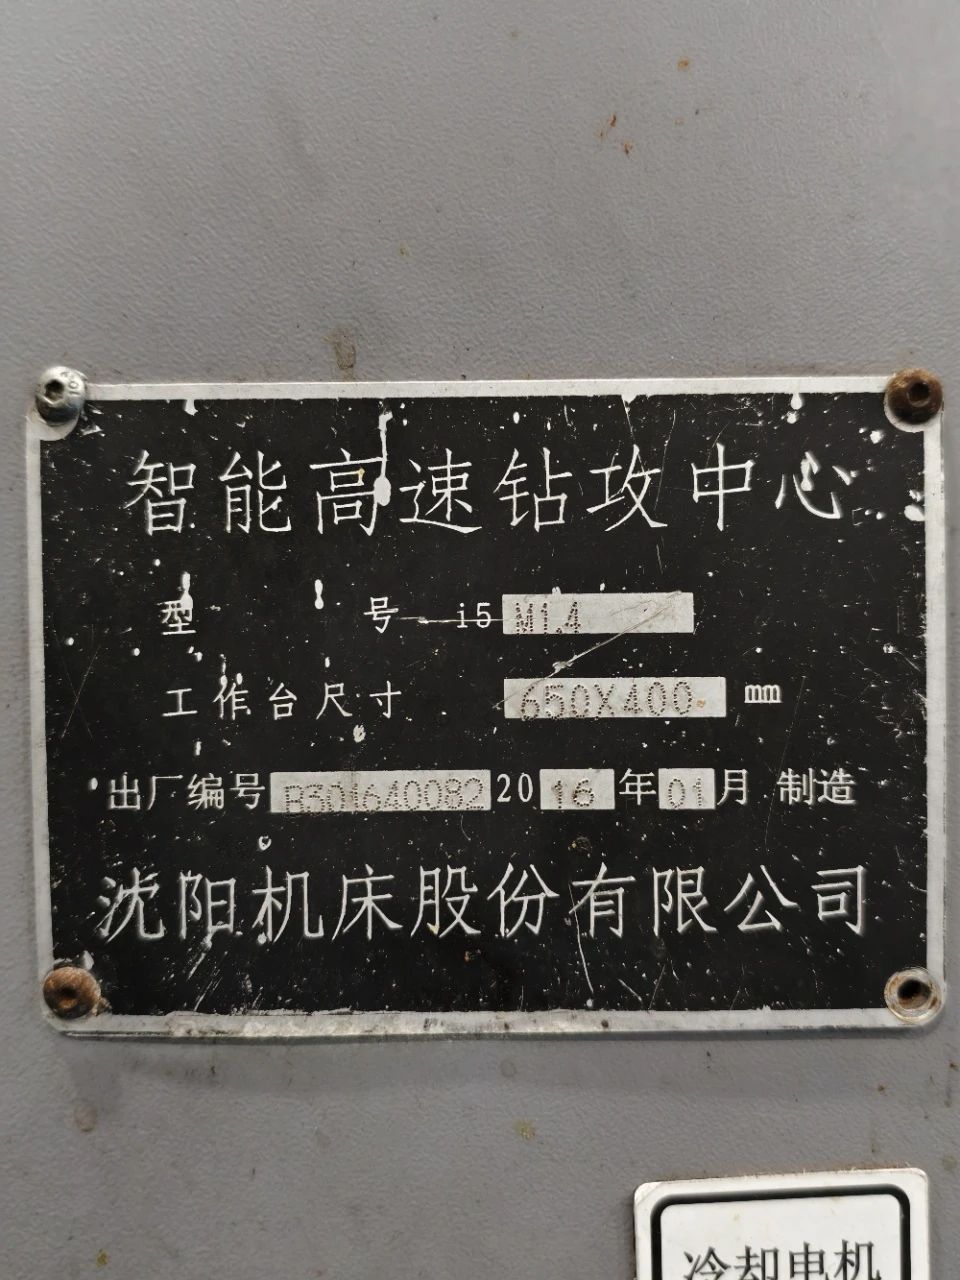 智能高速钻攻中心
型 号 i5 M1.4
工作台尺寸 650X400 mm
出厂编号 B301640082 2016年01月 制造
沈阳机床股份有限公司
冷却电机